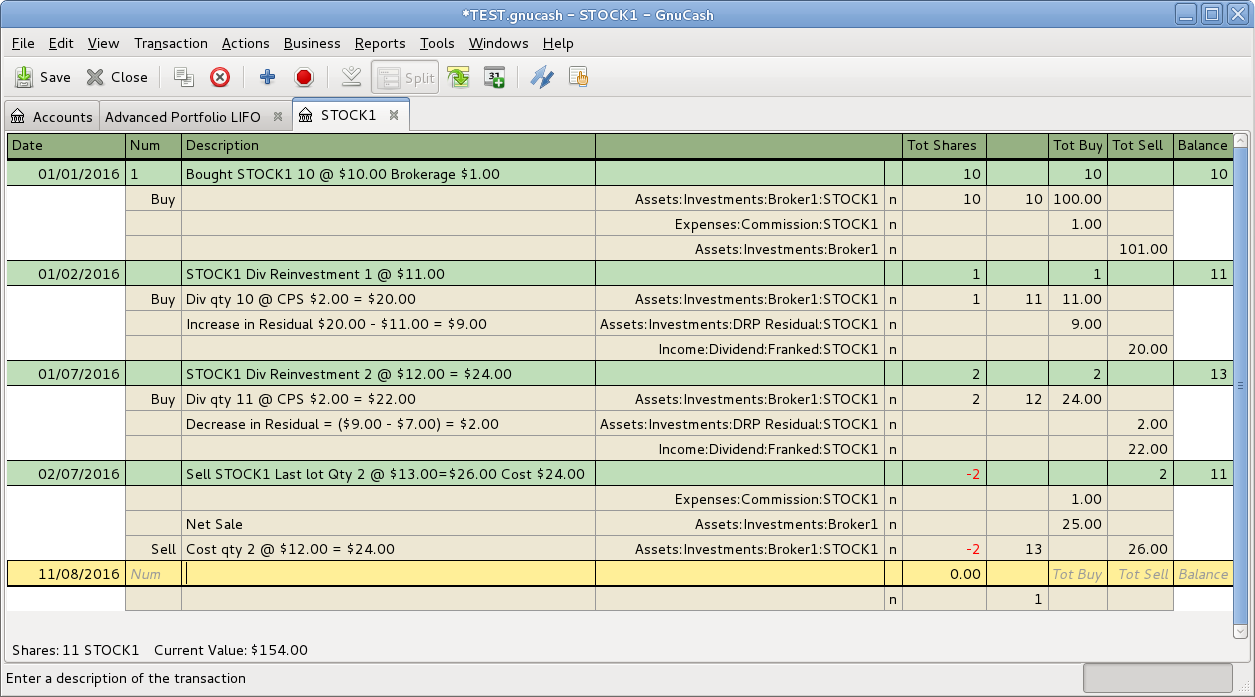 *TEST.gnucash - STOCK1 - GnuCash
File Edit View Transaction Actions Business Reports Tools Windows Help
Save Close Split
Accounts Advanced Portfolio LIFO STOCK1
Date Num Description Tot Shares Tot Buy Tot Sell Balance
01/01/2016 1 Bought STOCK1 10 @ $10.00 Brokerage $1.00 10 10 10
Buy Assets:Investments:Broker1:STOCK1 n 10 10 100.00
Expenses:Commission:STOCK1 n 1.00
Assets:Investments:Broker1 n 101.00
01/02/2016 STOCK1 Div Reinvestment 1 @ $11.00 1 1 11
Buy Div qty 10 @ CPS $2.00 = $20.00 Assets:Investments:Broker1:STOCK1 n 1 11 11.00
Increase in Residual $20.00 - $11.00 = $9.00 Assets:Investments:DRP Residual:STOCK1 n 9.00
Income:Dividend:Franked:STOCK1 n 20.00
01/07/2016 STOCK1 Div Reinvestment 2 @ $12.00 = $24.00 2 2 13
Buy Div qty 11 @ CPS $2.00 = $22.00 Assets:Investments:Broker1:STOCK1 n 2 12 24.00
Decrease in Residual = ($9.00 - $7.00) = $2.00 Assets:Investments:DRP Residual:STOCK1 n 2.00
Income:Dividend:Franked:STOCK1 n 22.00
02/07/2016 Sell STOCK1 Last lot Qty 2 @ $13.00=$26.00 Cost $24.00 -2 2 11
Expenses:Commission:STOCK1 n 1.00
Net Sale Assets:Investments:Broker1 n 25.00
Sell Cost qty 2 @ $12.00 = $24.00 Assets:Investments:Broker1:STOCK1 n -2 13 26.00
11/08/2016 Num 0.00 Tot Buy Tot Sell Balance
n 1
Shares: 11 STOCK1 Current Value: $154.00
Enter a description of the transaction